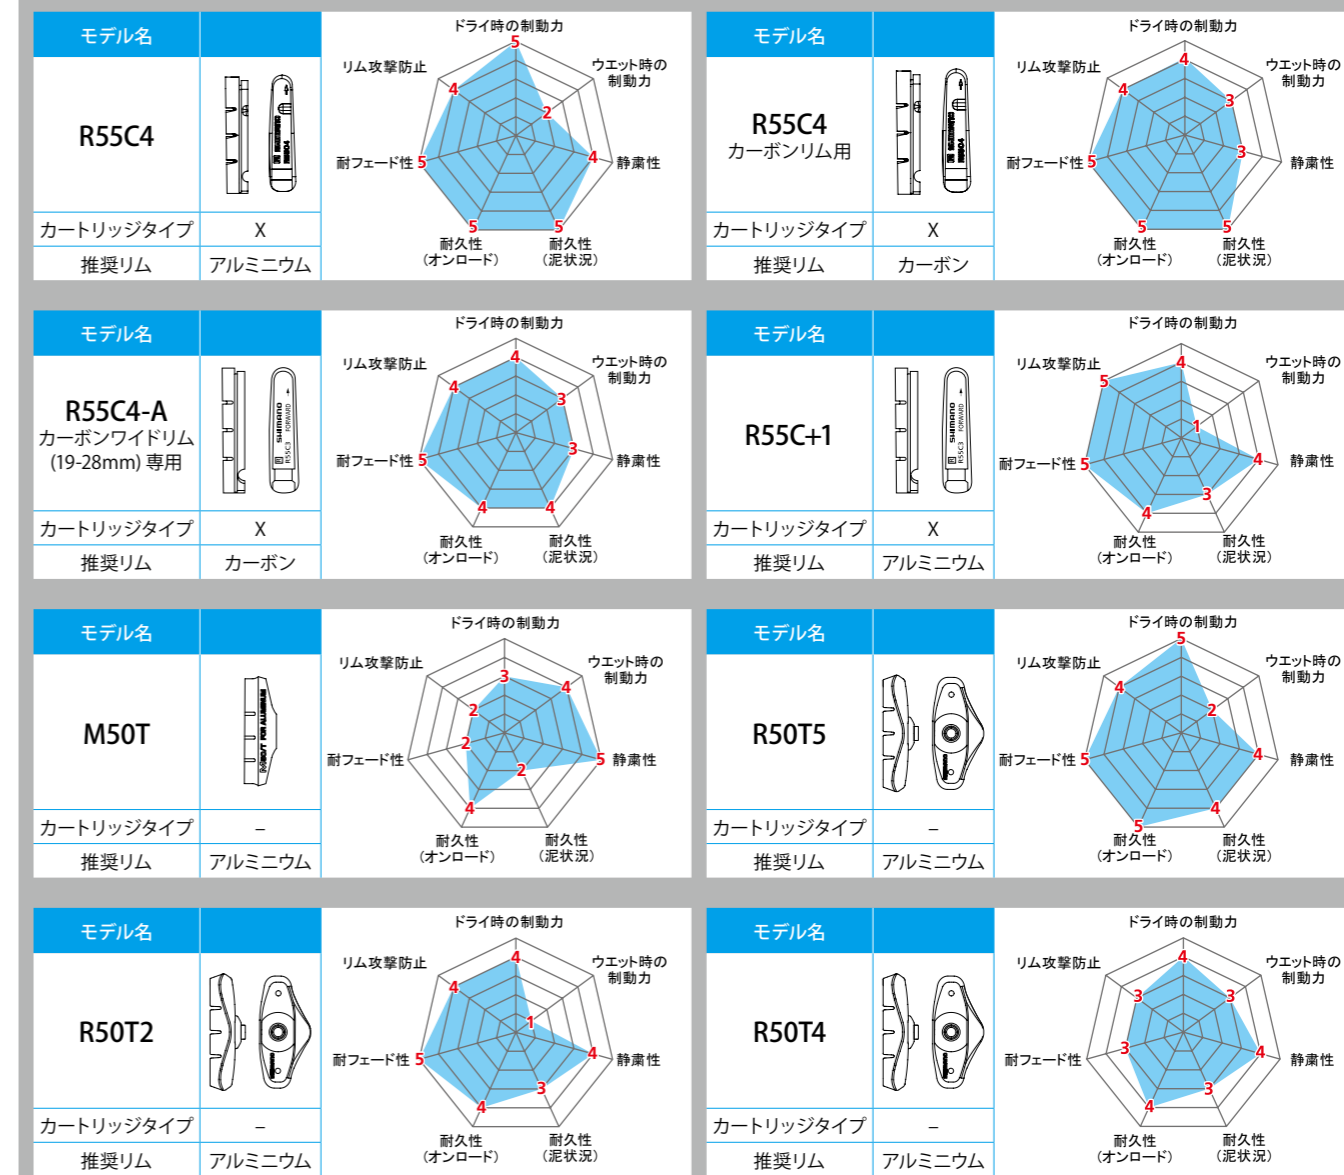 モデル名
R55C4
カートリッジタイプ X
推奨リム アルミニウム
ドライ時の制動力
5
ウエット時の
制動力
2
静粛性
4
耐久性
(泥状況)
5
耐久性
(オンロード)
5
耐フェード性
5
リム攻撃防止
4
モデル名
R55C4
カーボンリム用
カートリッジタイプ X
推奨リム カーボン
ドライ時の制動力
4
ウエット時の
制動力
3
静粛性
3
耐久性
(泥状況)
5
耐久性
(オンロード)
5
耐フェード性
5
リム攻撃防止
4
モデル名
R55C4-A
カーボンワイドリム
(19-28mm) 専用
SHIMANO
R55C3 FORWARD
カートリッジタイプ X
推奨リム カーボン
ドライ時の制動力
4
ウエット時の
制動力
3
静粛性
3
耐久性
(泥状況)
4
耐久性
(オンロード)
4
耐フェード性
5
リム攻撃防止
4
モデル名
R55C+1
SHIMANO
R55C3 FORWARD
カートリッジタイプ X
推奨リム アルミニウム
ドライ時の制動力
4
ウエット時の
制動力
1
静粛性
4
耐久性
(泥状況)
3
耐久性
(オンロード)
4
耐フェード性
5
リム攻撃防止
5
モデル名
M50T
カートリッジタイプ –
推奨リム アルミニウム
ドライ時の制動力
3
ウエット時の
制動力
4
静粛性
5
耐久性
(泥状況)
2
耐久性
(オンロード)
4
耐フェード性
2
リム攻撃防止
2
モデル名
R50T5
カートリッジタイプ –
推奨リム アルミニウム
ドライ時の制動力
5
ウエット時の
制動力
2
静粛性
4
耐久性
(泥状況)
4
耐久性
(オンロード)
5
耐フェード性
5
リム攻撃防止
4
モデル名
R50T2
カートリッジタイプ –
推奨リム アルミニウム
ドライ時の制動力
4
ウエット時の
制動力
1
静粛性
4
耐久性
(泥状況)
3
耐久性
(オンロード)
4
耐フェード性
5
リム攻撃防止
4
モデル名
R50T4
カートリッジタイプ –
推奨リム アルミニウム
ドライ時の制動力
4
ウエット時の
制動力
3
静粛性
4
耐久性
(泥状況)
3
耐久性
(オンロード)
4
耐フェード性
3
リム攻撃防止
3